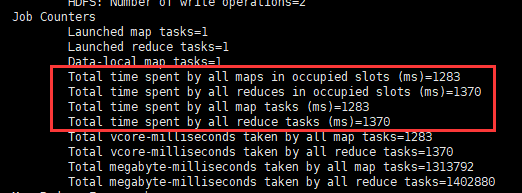 HDFS: Number of write operations=2
Job Counters
Launched map tasks=1
Launched reduce tasks=1
Data-local map tasks=1
Total time spent by all maps in occupied slots (ms)=1283
Total time spent by all reduces in occupied slots (ms)=1370
Total time spent by all map tasks (ms)=1283
Total time spent by all reduce tasks (ms)=1370
Total vcore-milliseconds taken by all map tasks=1283
Total vcore-milliseconds taken by all reduce tasks=1370
Total megabyte-milliseconds taken by all map tasks=1313792
Total megabyte-milliseconds taken by all reduce tasks=1402880